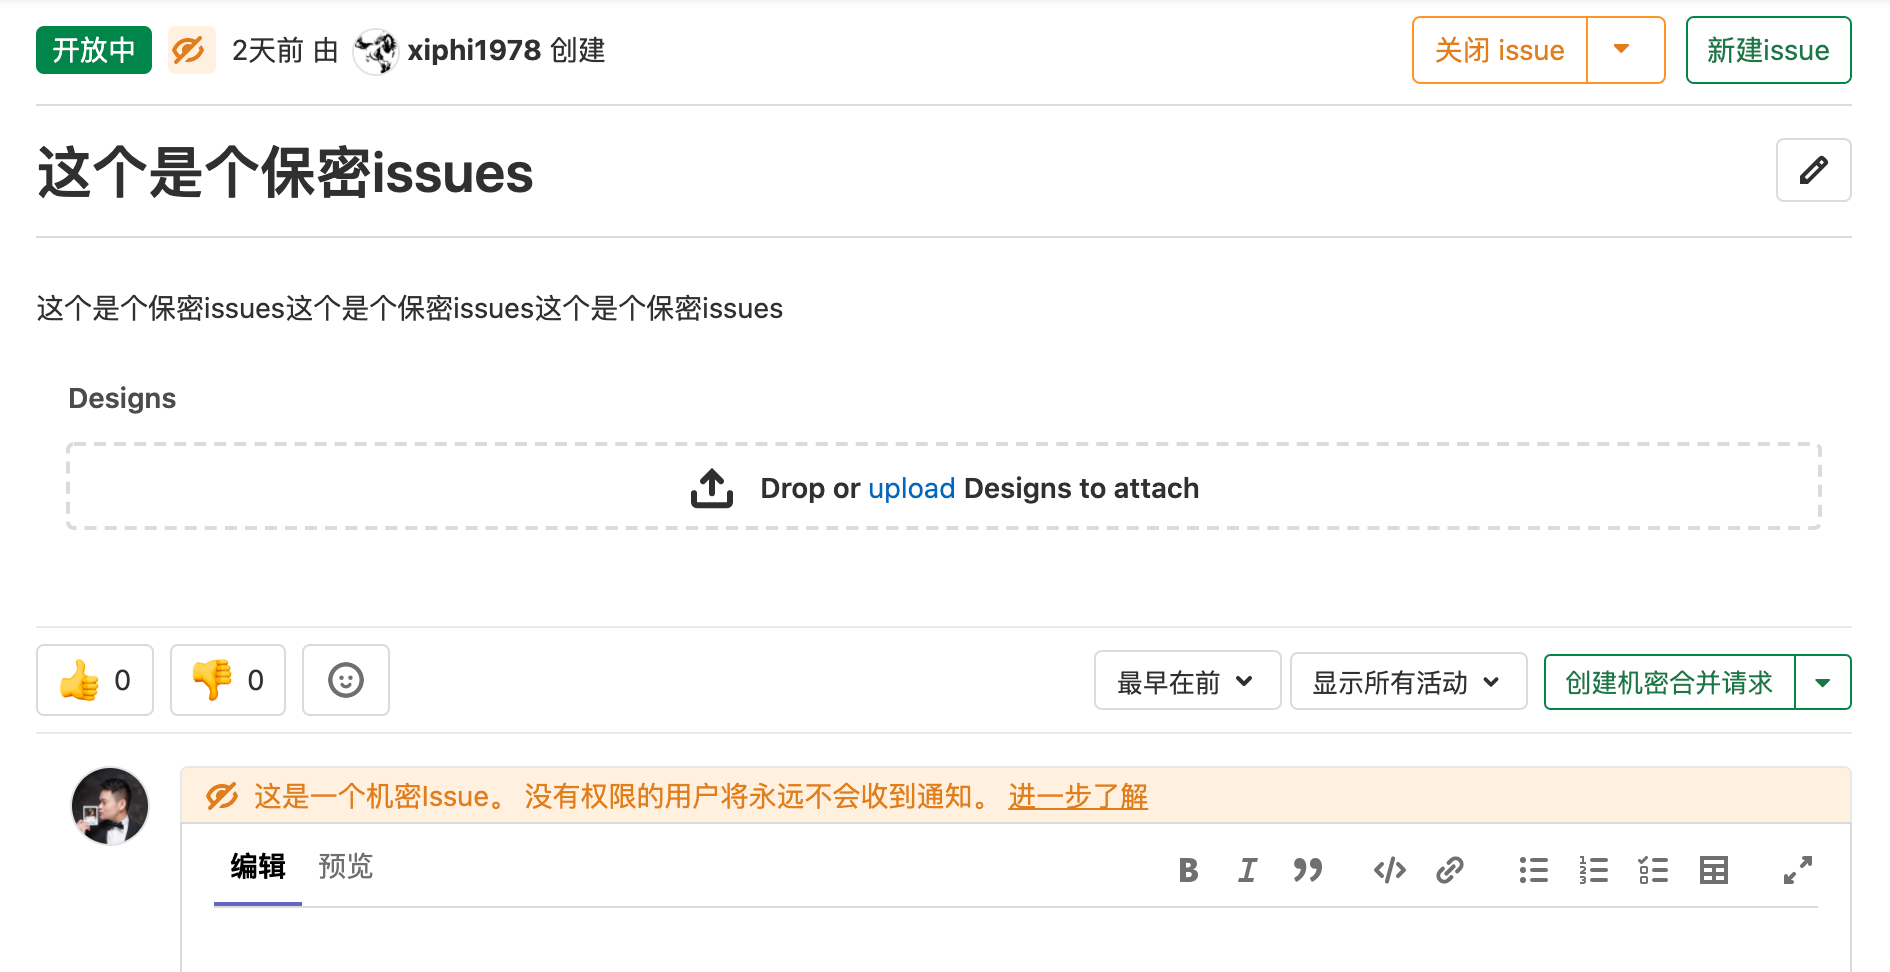 开放中 2天前 由 xiphi1978 创建 关闭 issue 新建issue
这个是个保密issues
这个是个保密issues这个是个保密issues这个是个保密issues
Designs
Drop or upload Designs to attach
0 0 最早在前 显示所有活动 创建机密合并请求
这是一个机密Issue。 没有权限的用户将永远不会收到通知。 进一步了解
编辑 预览